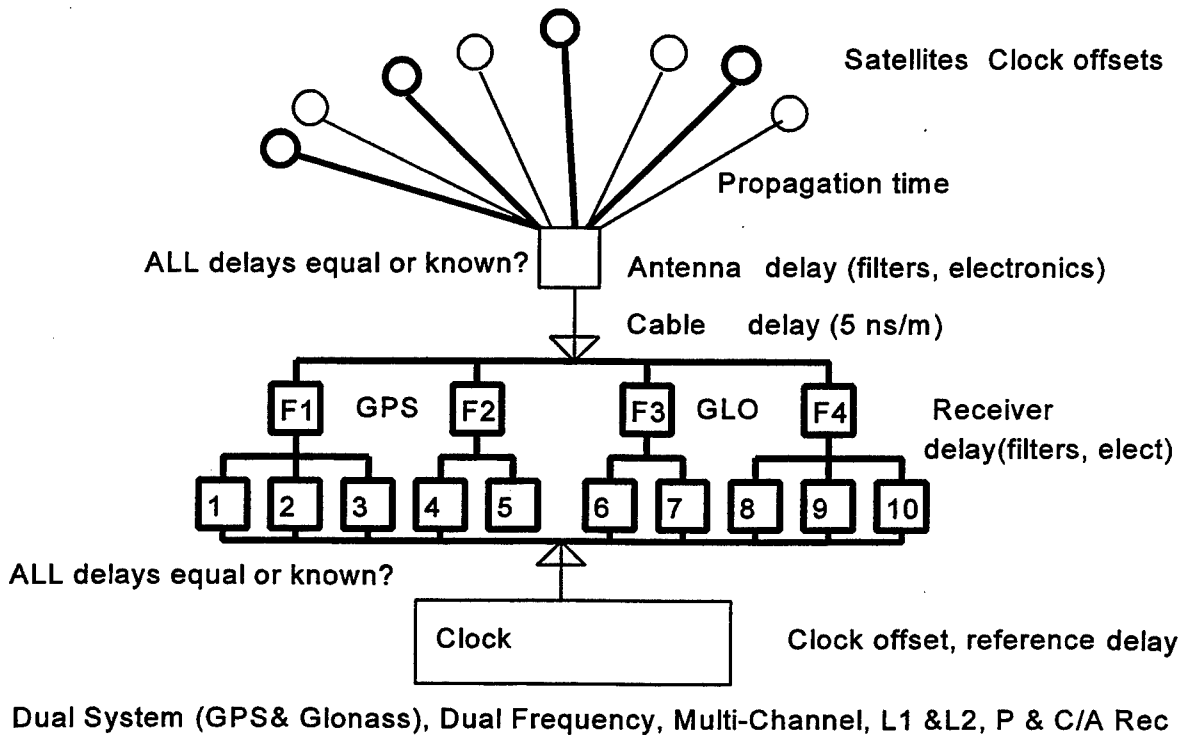 Satellites Clock offsets
Propagation time
ALL delays equal or known?
Antenna delay (filters, electronics)
Cable delay (5 ns/m)
F1 GPS F2 F3 GLO F4
Receiver
delay(filters, elect)
1 2 3 4 5 6 7 8 9 10
ALL delays equal or known?
Clock
Clock offset, reference delay
Dual System (GPS& Glonass), Dual Frequency, Multi-Channel, L1 &L2, P & C/A Rec